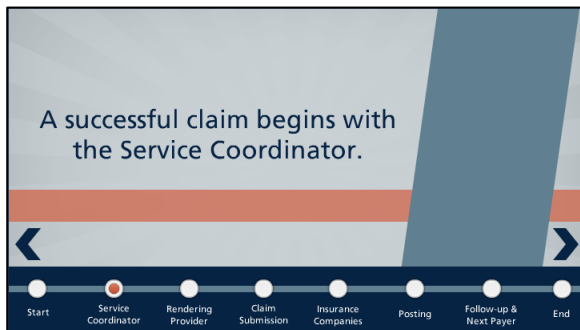 A successful claim begins with
the Service Coordinator.
Start
Service
Coordinator
Rendering
Provider
Claim
Submission
Insurance
Companies
Posting
Follow-up &
Next Payer
End